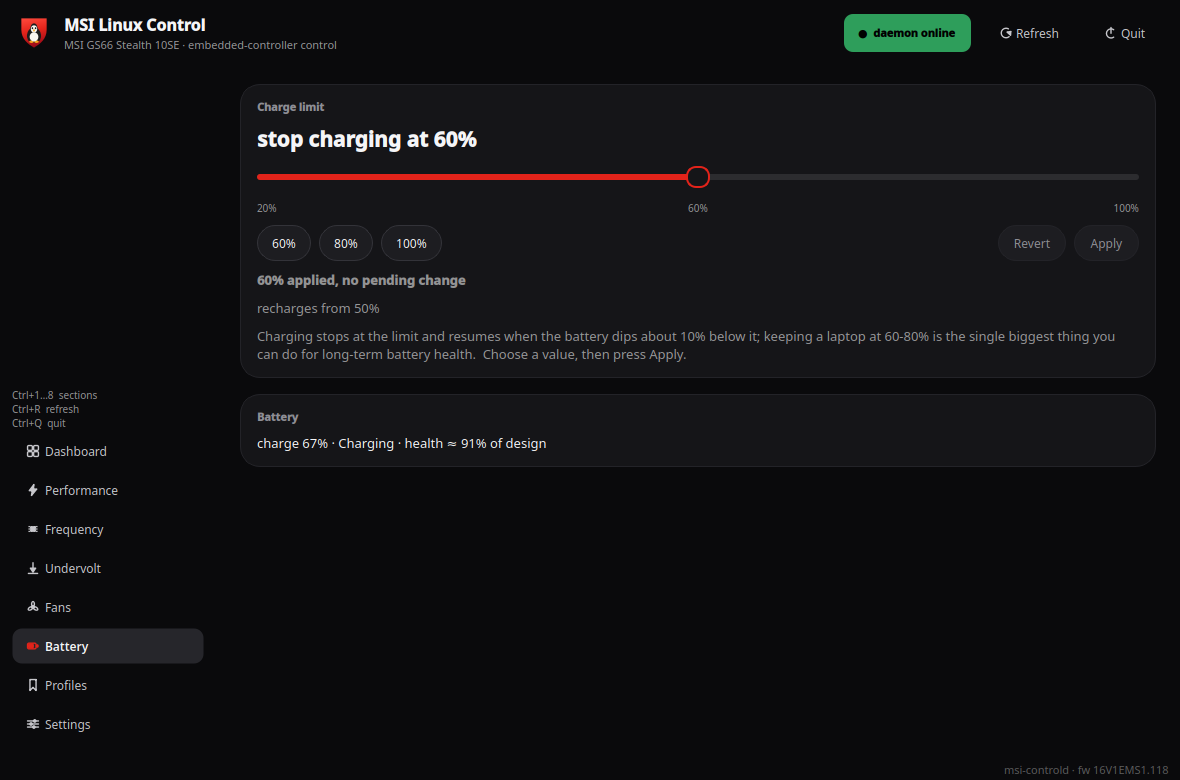 MSI Linux Control
MSI GS66 Stealth 10SE · embedded-controller control
daemon online
Refresh
Quit
Charge limit
stop charging at 60%
20%
60%
100%
60%
80%
100%
Revert
Apply
60% applied, no pending change
recharges from 50%
Charging stops at the limit and resumes when the battery dips about 10% below it; keeping a laptop at 60-80% is the single biggest thing you
can do for long-term battery health.  Choose a value, then press Apply.
Battery
charge 67% · Charging · health ≈ 91% of design
Ctrl+1…8  sections
Ctrl+R  refresh
Ctrl+Q  quit
Dashboard
Performance
Frequency
Undervolt
Fans
Battery
Profiles
Settings
msi-controld · fw 16V1EMS1.118